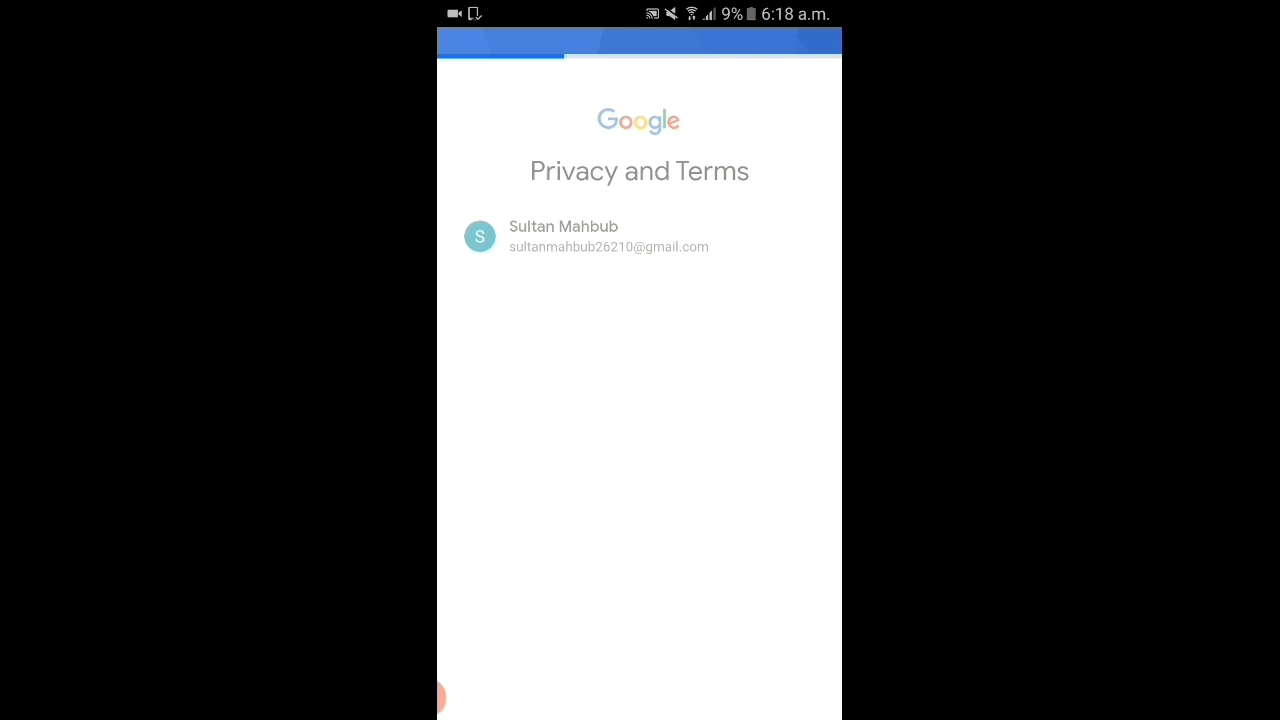 9% 6:18 a.m.
Google
Privacy and Terms
S
Sultan Mahbub
sultanmahbub26210@gmail.com